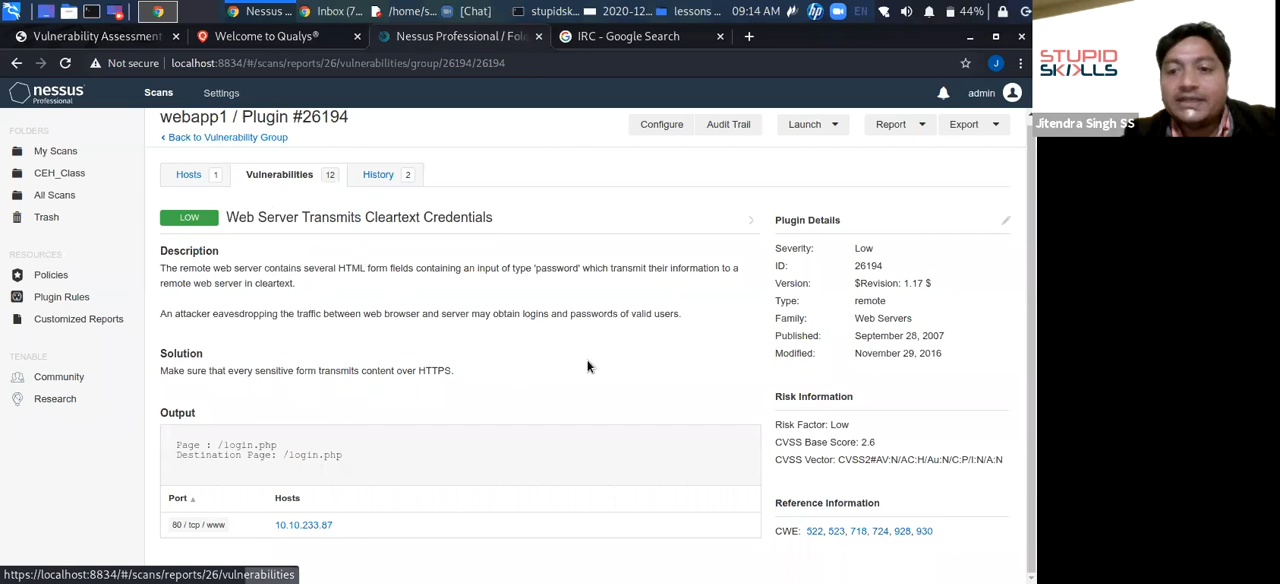 Nessus ...
Inbox (7...
/home/s...
[Chat]
stupidsk...
2020-12...
lessons ...
09:14 AM
EN
44%
Vulnerability Assessment
Welcome to Qualys®
Nessus Professional / Fol
IRC - Google Search
Not secure
localhost:8834/#/scans/reports/26/vulnerabilities/group/26194/26194
J
nessus
Professional
Scans
Settings
admin
FOLDERS
My Scans
CEH_Class
All Scans
Trash
RESOURCES
Policies
Plugin Rules
Customized Reports
TENABLE
Community
Research
webapp1 / Plugin #26194
‹ Back to Vulnerability Group
Configure
Audit Trail
Launch
Report
Export
Hosts 1
Vulnerabilities 12
History 2
LOW
Web Server Transmits Cleartext Credentials
Description
The remote web server contains several HTML form fields containing an input of type 'password' which transmit their information to a
remote web server in cleartext.
An attacker eavesdropping the traffic between web browser and server may obtain logins and passwords of valid users.
Solution
Make sure that every sensitive form transmits content over HTTPS.
Output
Page : /login.php
Destination Page: /login.php
Port
Hosts
80 / tcp / www
10.10.233.87
Plugin Details
Severity: Low
ID: 26194
Version: $Revision: 1.17 $
Type: remote
Family: Web Servers
Published: September 28, 2007
Modified: November 29, 2016
Risk Information
Risk Factor: Low
CVSS Base Score: 2.6
CVSS Vector: CVSS2#AV:N/AC:H/Au:N/C:P/I:N/A:N
Reference Information
CWE: 522, 523, 718, 724, 928, 930
https://localhost:8834/#/scans/reports/26/vulnerabilities
STUPID
SKILLS
Jitendra Singh SS